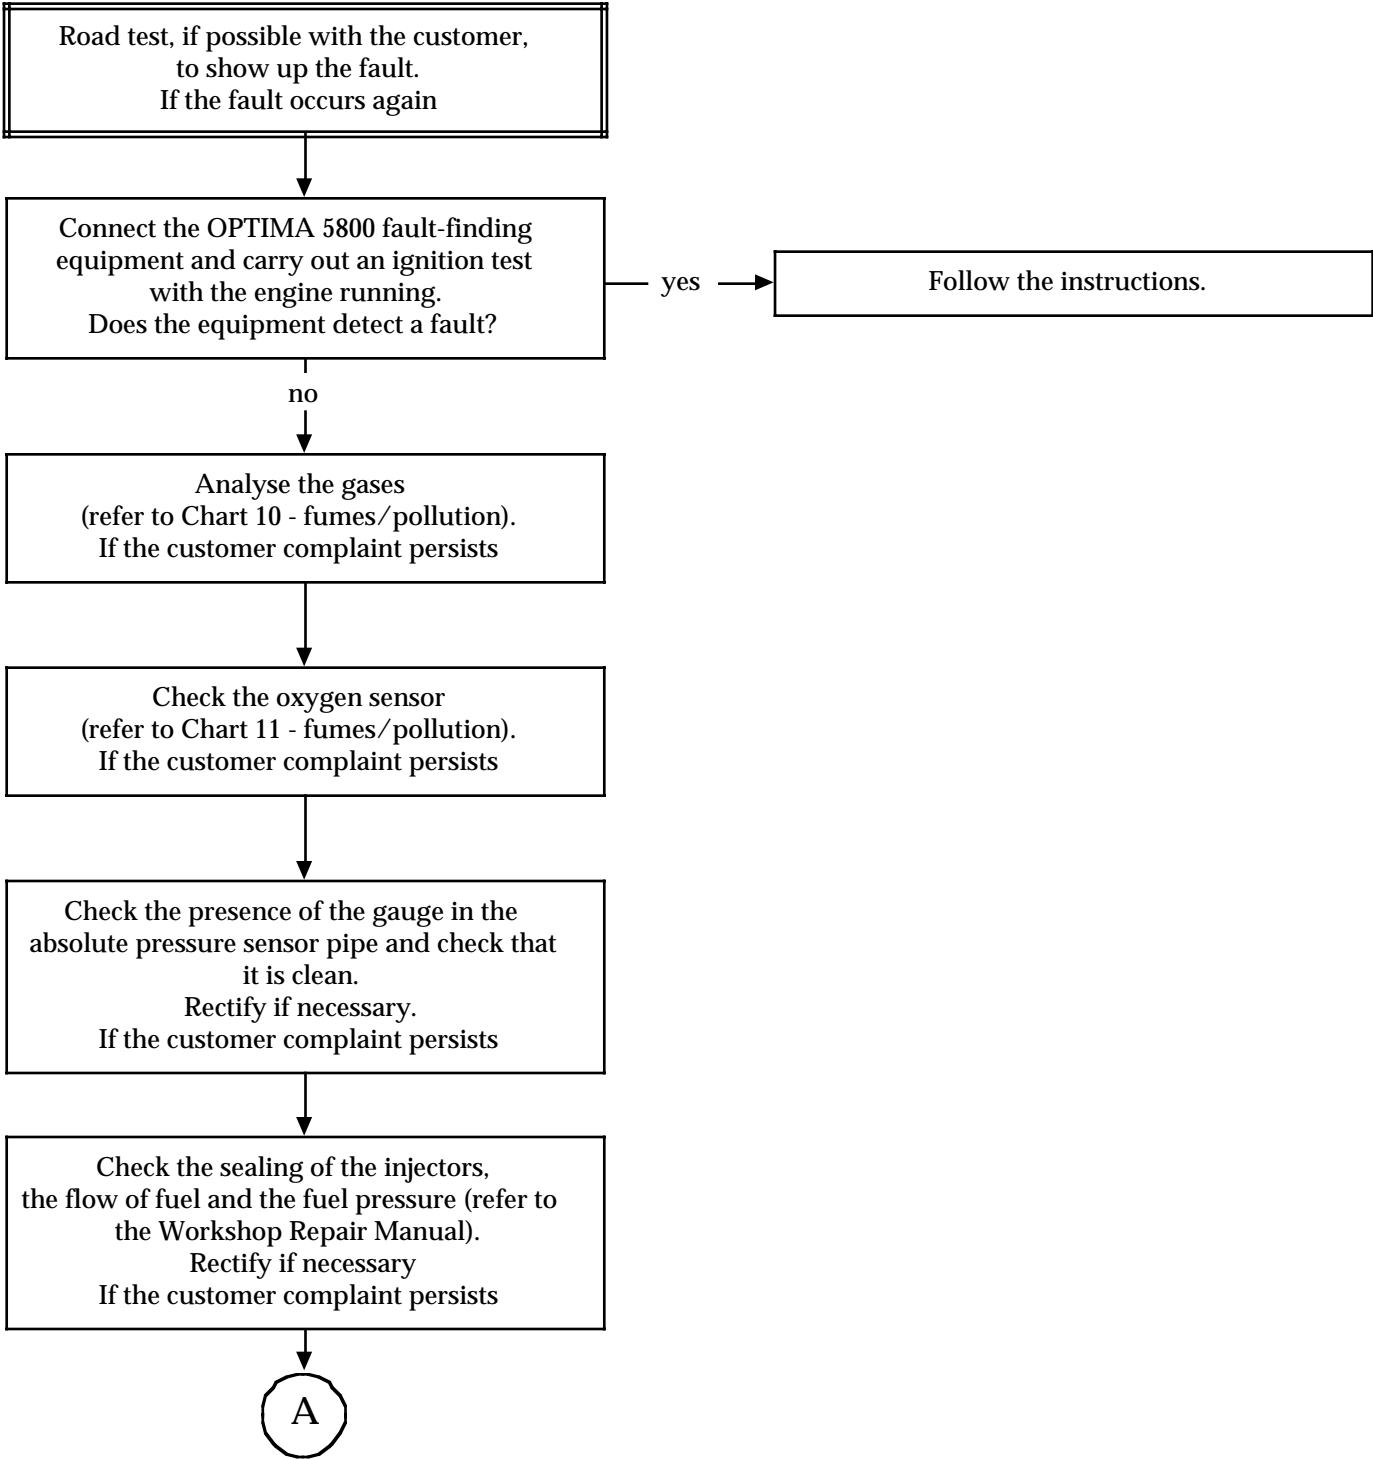 Road test, if possible with the customer,
to show up the fault.
If the fault occurs again
Connect the OPTIMA 5800 fault-finding
equipment and carry out an ignition test
with the engine running.
Does the equipment detect a fault?
yes
Follow the instructions.
no
Analyse the gases
(refer to Chart 10 - fumes/pollution).
If the customer complaint persists
Check the oxygen sensor
(refer to Chart 11 - fumes/pollution).
If the customer complaint persists
Check the presence of the gauge in the
absolute pressure sensor pipe and check that
it is clean.
Rectify if necessary.
If the customer complaint persists
Check the sealing of the injectors,
the flow of fuel and the fuel pressure (refer to
the Workshop Repair Manual).
Rectify if necessary
If the customer complaint persists
A